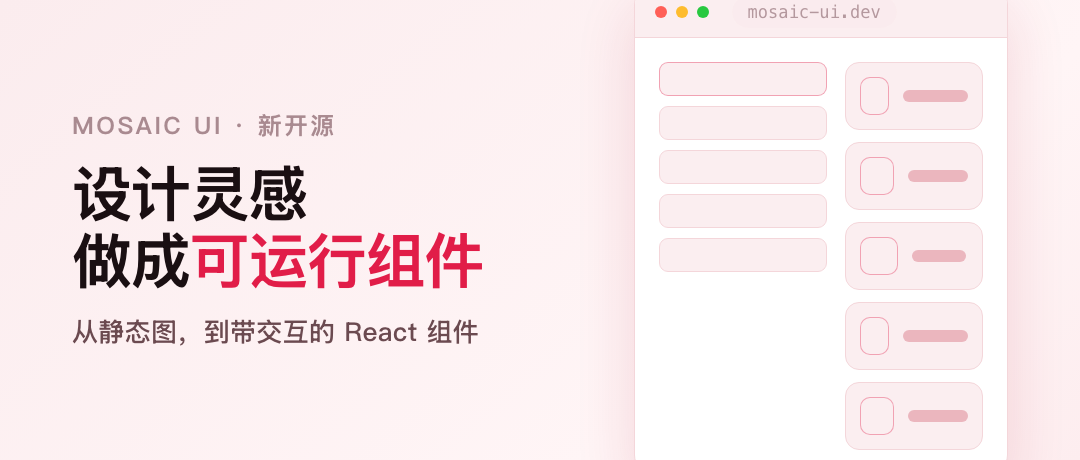 MOSAIC UI · 新开源
设计灵感
做成可运行组件
从静态图，到带交互的 React 组件
mosaic-ui.dev